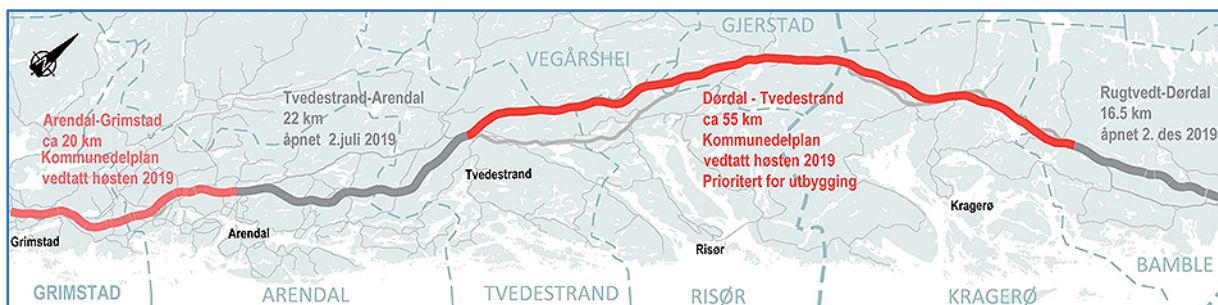 GJERSTAD
VEGÅRSHEI
Arendal-Grimstad
ca 20 km
Kommunedelplan
vedtatt høsten 2019
Tvedestrand-Arendal
22 km
åpnet 2.juli 2019
Dørdal - Tvedestrand
ca 55 km
Kommunedelplan
vedtatt høsten 2019
Prioritert for utbygging
Rugtvedt-Dørdal
16.5 km
åpnet 2. des 2019
Grimstad
Arendal
Tvedestrand
Risør
Kragerø
GRIMSTAD
ARENDAL
TVEDESTRAND
RISØR
KRAGERØ
BAMBLE